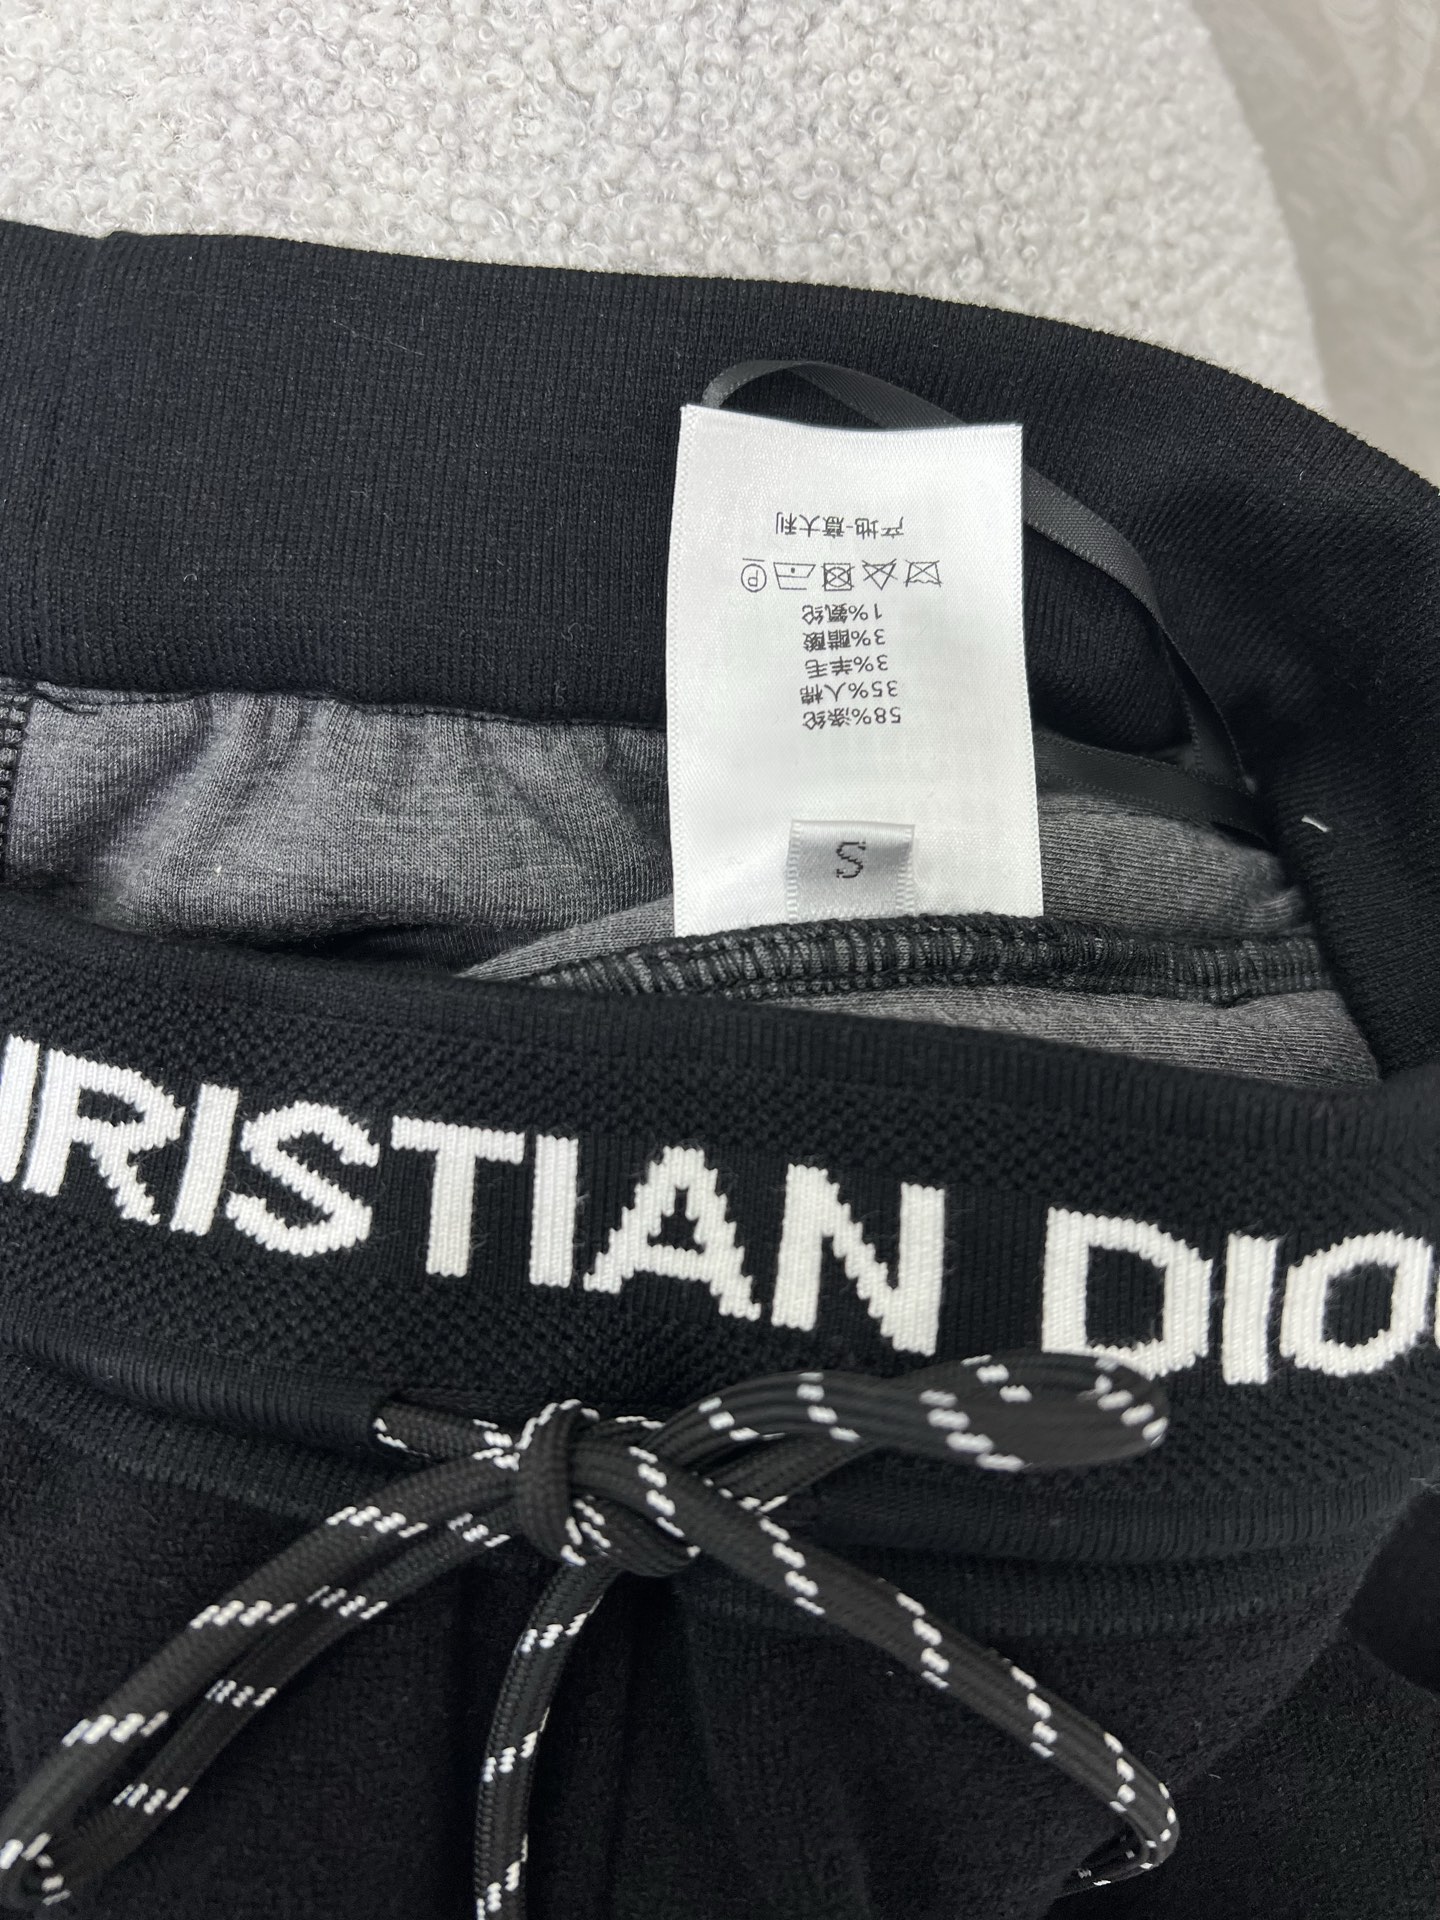 产地-意大利
1%氨纶
3%醋酸
3%羊毛
35%人棉
58%涤纶
S
HRISTIAN DIO